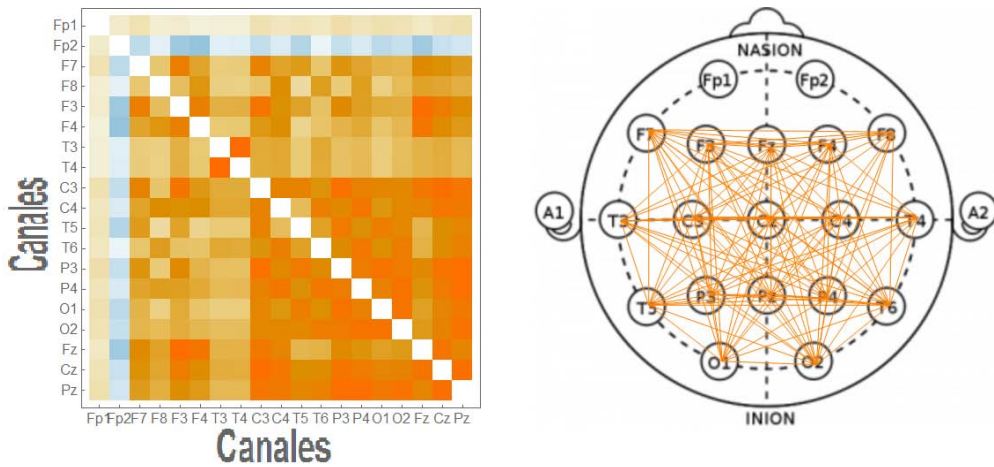 Canales
Fp1
Fp2
F7
F8
F3
F4
T3
T4
C3
C4
T5
T6
P3
P4
O1
O2
Fz
Cz
Pz
Fp1 Fp2 F7 F8 F3 F4 T3 T4 C3 C4 T5 T6 P3 P4 O1 O2 Fz Cz Pz
Canales
NASION
Fp1 Fp2
F7 F3 Fz F4 F8
A1 T3 C3 Cz C4 T4 A2
T5 P3 Pz P4 T6
O1 O2
INION